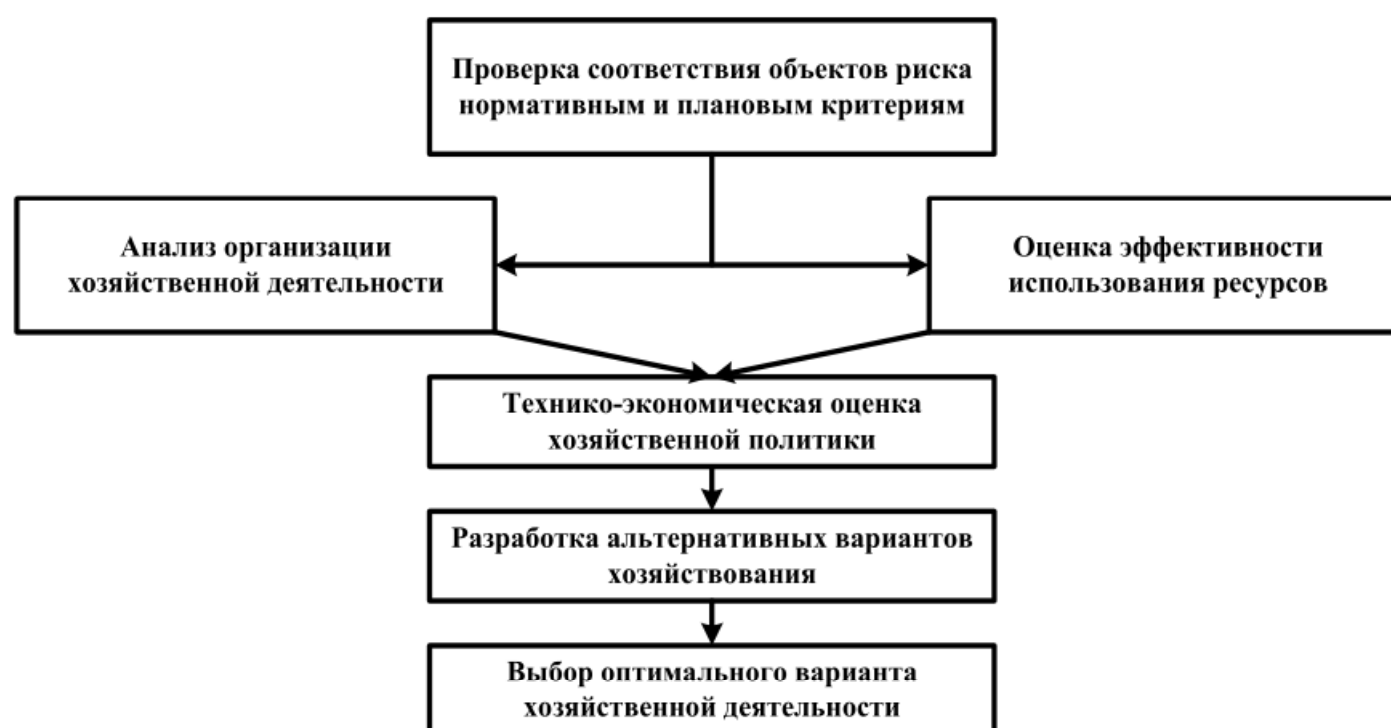 Проверка соответствия объектов риска
нормативным и плановым критериям
Анализ организации
хозяйственной деятельности
Оценка эффективности
использования ресурсов
Технико-экономическая оценка
хозяйственной политики
Разработка альтернативных вариантов
хозяйствования
Выбор оптимального варианта
хозяйственной деятельности